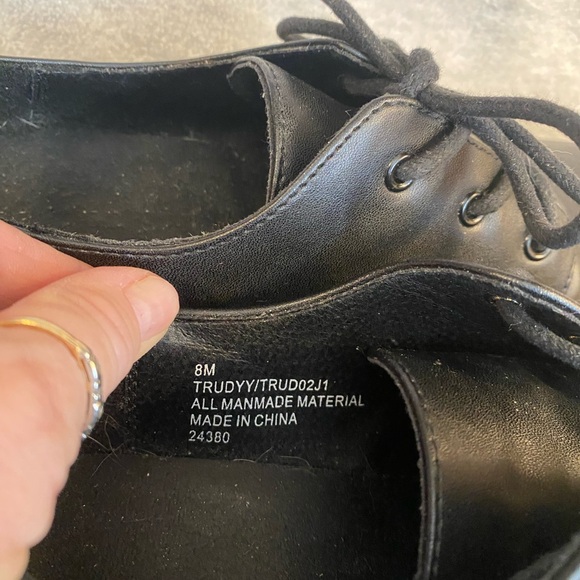 8M
TRUDYY/TRUD02J1
ALL MANMADE MATERIAL
MADE IN CHINA
24380